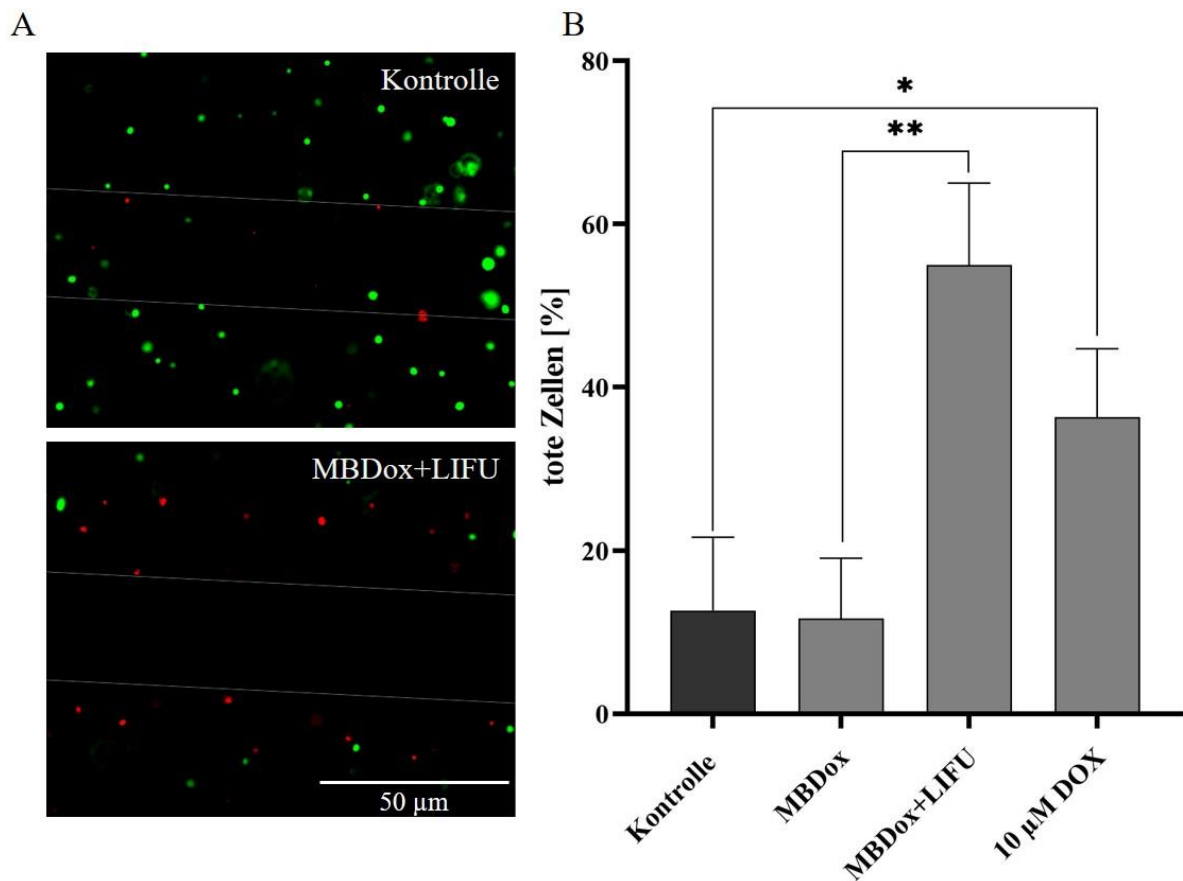 A
Kontrolle
MBDox+LIFU
50 µm
B
tote Zellen [%]
80
60
40
20
0
*
**
Kontrolle
MBDox
MBDox+LIFU
10 µM DOX